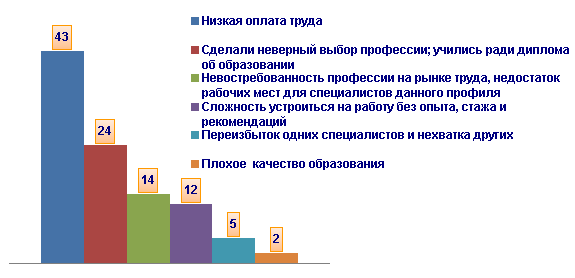 43
24
14
12
5
2
Низкая оплата труда
Сделали неверный выбор профессии; учились ради диплома
об образовании
Невостребованность профессии на рынке труда, недостаток
рабочих мест для специалистов данного профиля
Сложность устроиться на работу без опыта, стажа и
рекомендаций
Переизбыток одних специалистов и нехватка других
Плохое качество образования